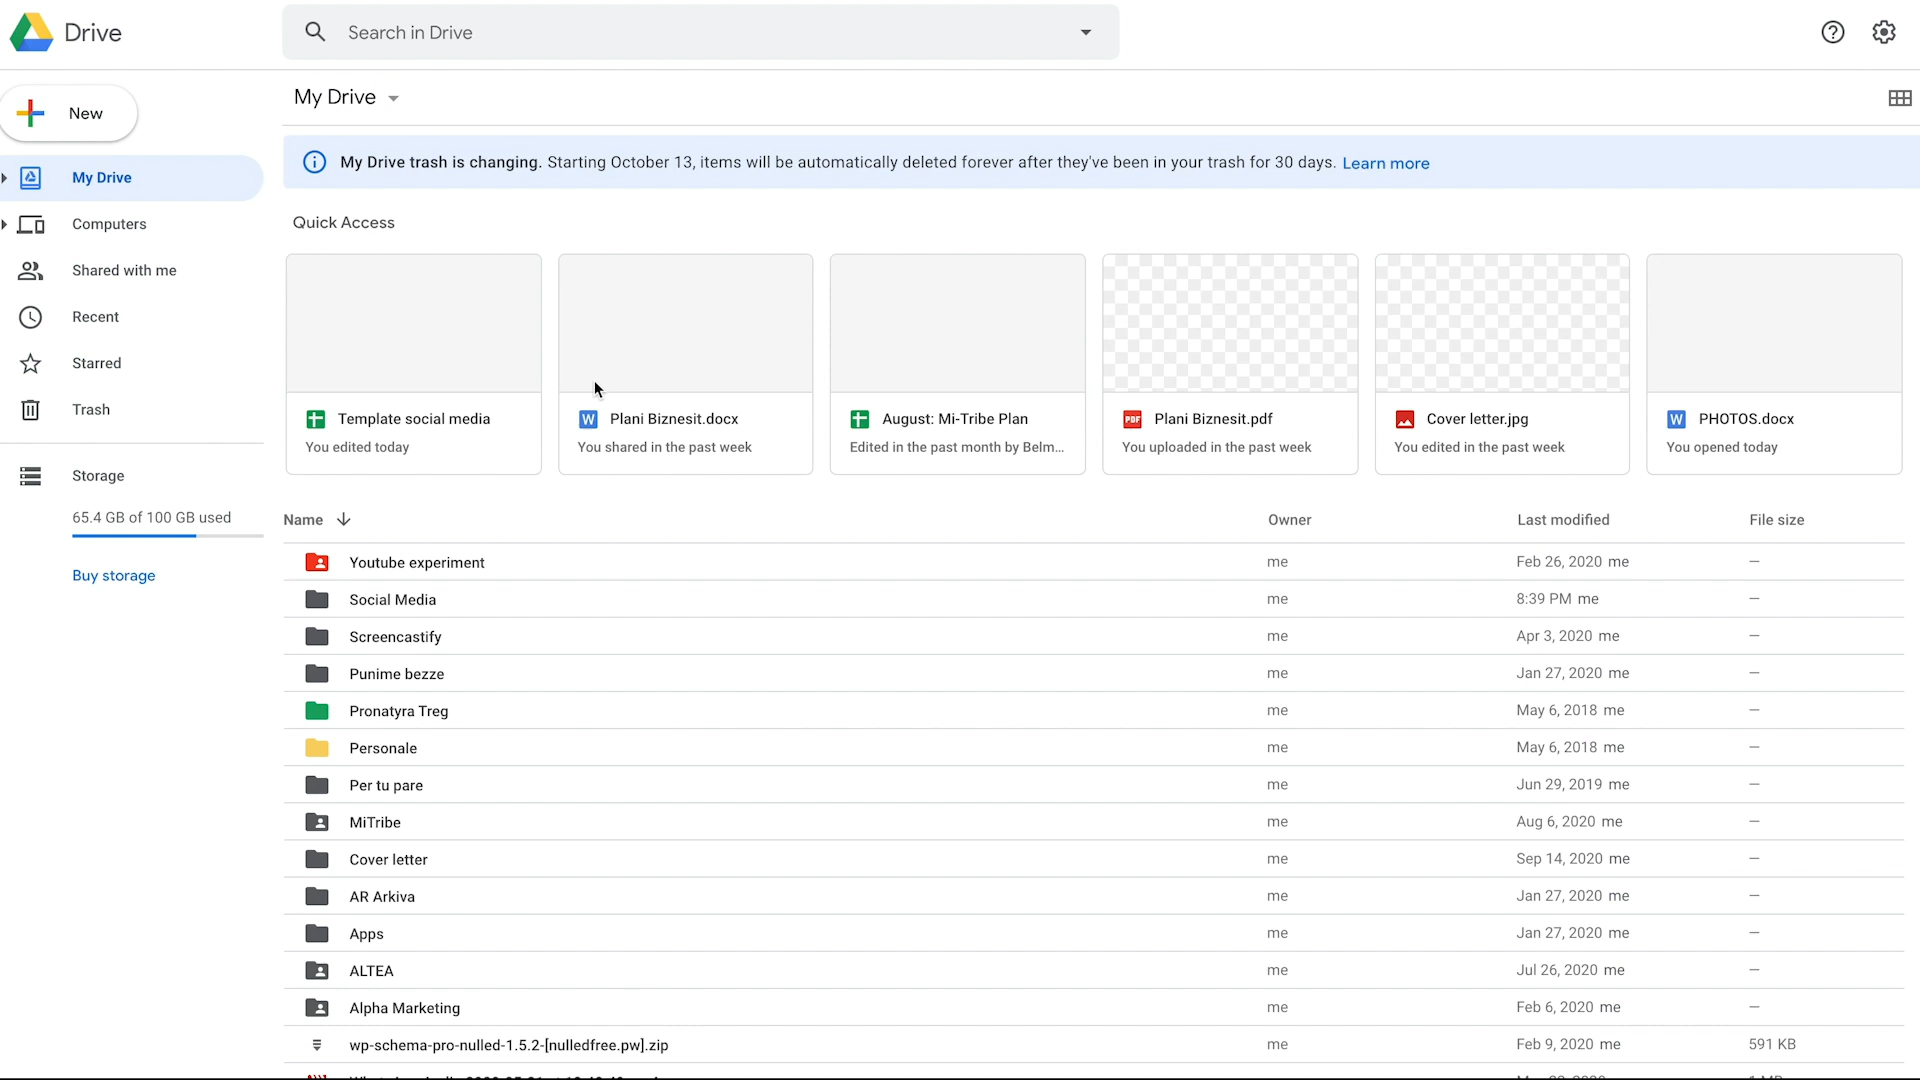 Drive
Search in Drive
New
My Drive
Computers
Shared with me
Recent
Starred
Trash
Storage
65.4 GB of 100 GB used
Buy storage
My Drive
My Drive trash is changing. Starting October 13, items will be automatically deleted forever after they've been in your trash for 30 days. Learn more
Quick Access
Template social media
You edited today
W Plani Biznesit.docx
You shared in the past week
August: Mi-Tribe Plan
Edited in the past month by Belm...
PDF Plani Biznesit.pdf
You uploaded in the past week
Cover letter.jpg
You edited in the past week
W PHOTOS.docx
You opened today
Name Owner Last modified File size
Youtube experiment me Feb 26, 2020 me —
Social Media me 8:39 PM me —
Screencastify me Apr 3, 2020 me —
Punime bezze me Jan 27, 2020 me —
Pronatyra Treg me May 6, 2018 me —
Personale me May 6, 2018 me —
Per tu pare me Jun 29, 2019 me —
MiTribe me Aug 6, 2020 me —
Cover letter me Sep 14, 2020 me —
AR Arkiva me Jan 27, 2020 me —
Apps me Jan 27, 2020 me —
ALTEA me Jul 26, 2020 me —
Alpha Marketing me Feb 6, 2020 me —
wp-schema-pro-nulled-1.5.2-[nulledfree.pw].zip me Feb 9, 2020 me 591 KB